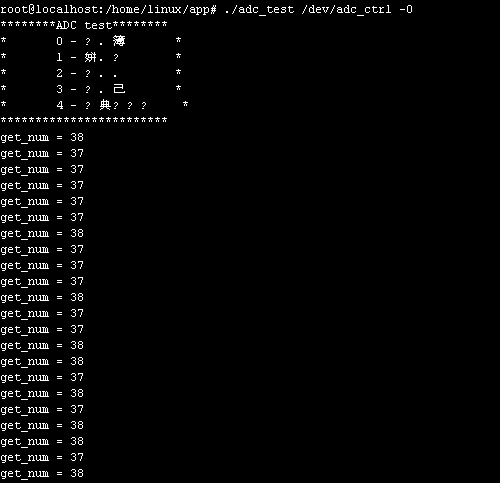 root@localhost:/home/linux/app# ./adc_test /dev/adc_ctrl -0
********ADC test********
*       0 - ? . 簿       *
*       1 - 姘. ?        *
*       2 - ? . .        *
*       3 - ? . 己       *
*       4 - ? 典? ? ?     *
************************
get_num = 38
get_num = 37
get_num = 37
get_num = 37
get_num = 37
get_num = 37
get_num = 38
get_num = 37
get_num = 37
get_num = 37
get_num = 38
get_num = 37
get_num = 37
get_num = 38
get_num = 38
get_num = 37
get_num = 38
get_num = 37
get_num = 38
get_num = 38
get_num = 37
get_num = 38